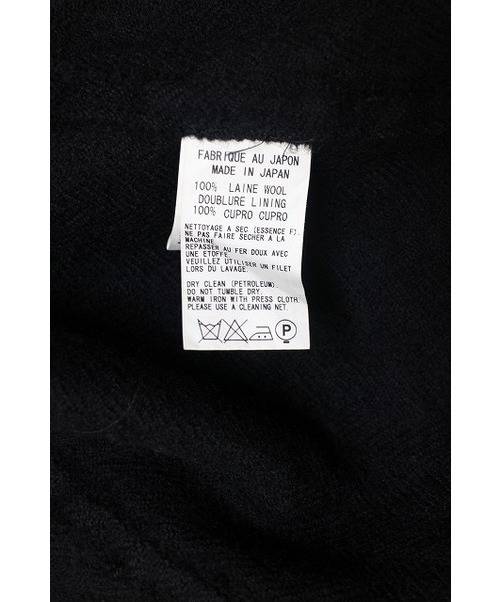 FABRIQUE AU JAPON
MADE IN JAPAN
100% LAINE WOOL
DOUBLURE LINING
100% CUPRO CUPRO
NETTOYAGE A SEC (ESSENCE F).
NE PAS FAIRE SECHER A LA
MACHINE.
REPASSER AU FER DOUX AVEC
UNE ETOFFE.
VEUILLEZ UTILISER UN FILET
LORS DU LAVAGE.
DRY CLEAN (PETROLEUM).
DO NOT TUMBLE DRY.
WARM IRON WITH PRESS CLOTH.
PLEASE USE A CLEANING NET.
P